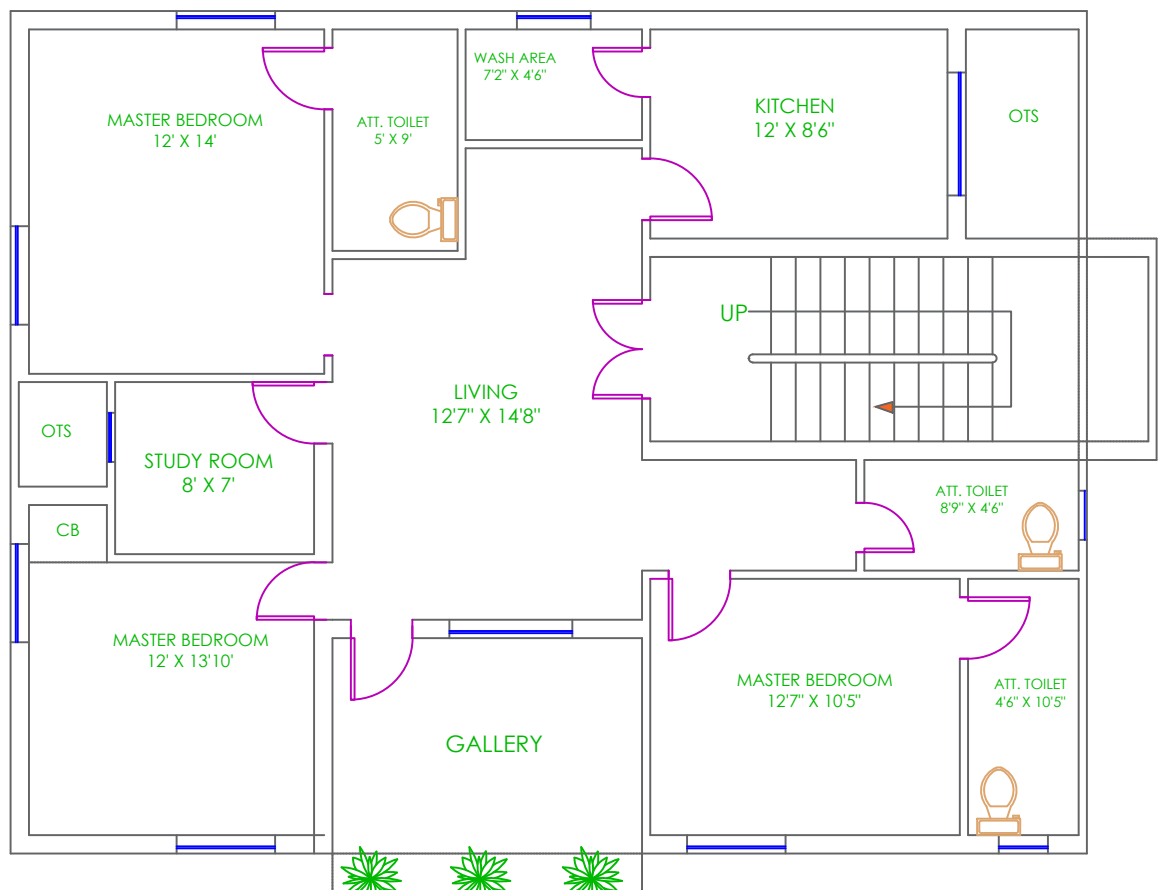 WASH AREA
7'2" X 4'6"
MASTER BEDROOM
12' X 14'
ATT. TOILET
5' X 9'
KITCHEN
12' X 8'6"
OTS
UP
LIVING
12'7" X 14'8"
OTS
STUDY ROOM
8' X 7'
CB
ATT. TOILET
8'9" X 4'6"
MASTER BEDROOM
12' X 13'10'
MASTER BEDROOM
12'7" X 10'5"
ATT. TOILET
4'6" X 10'5"
GALLERY